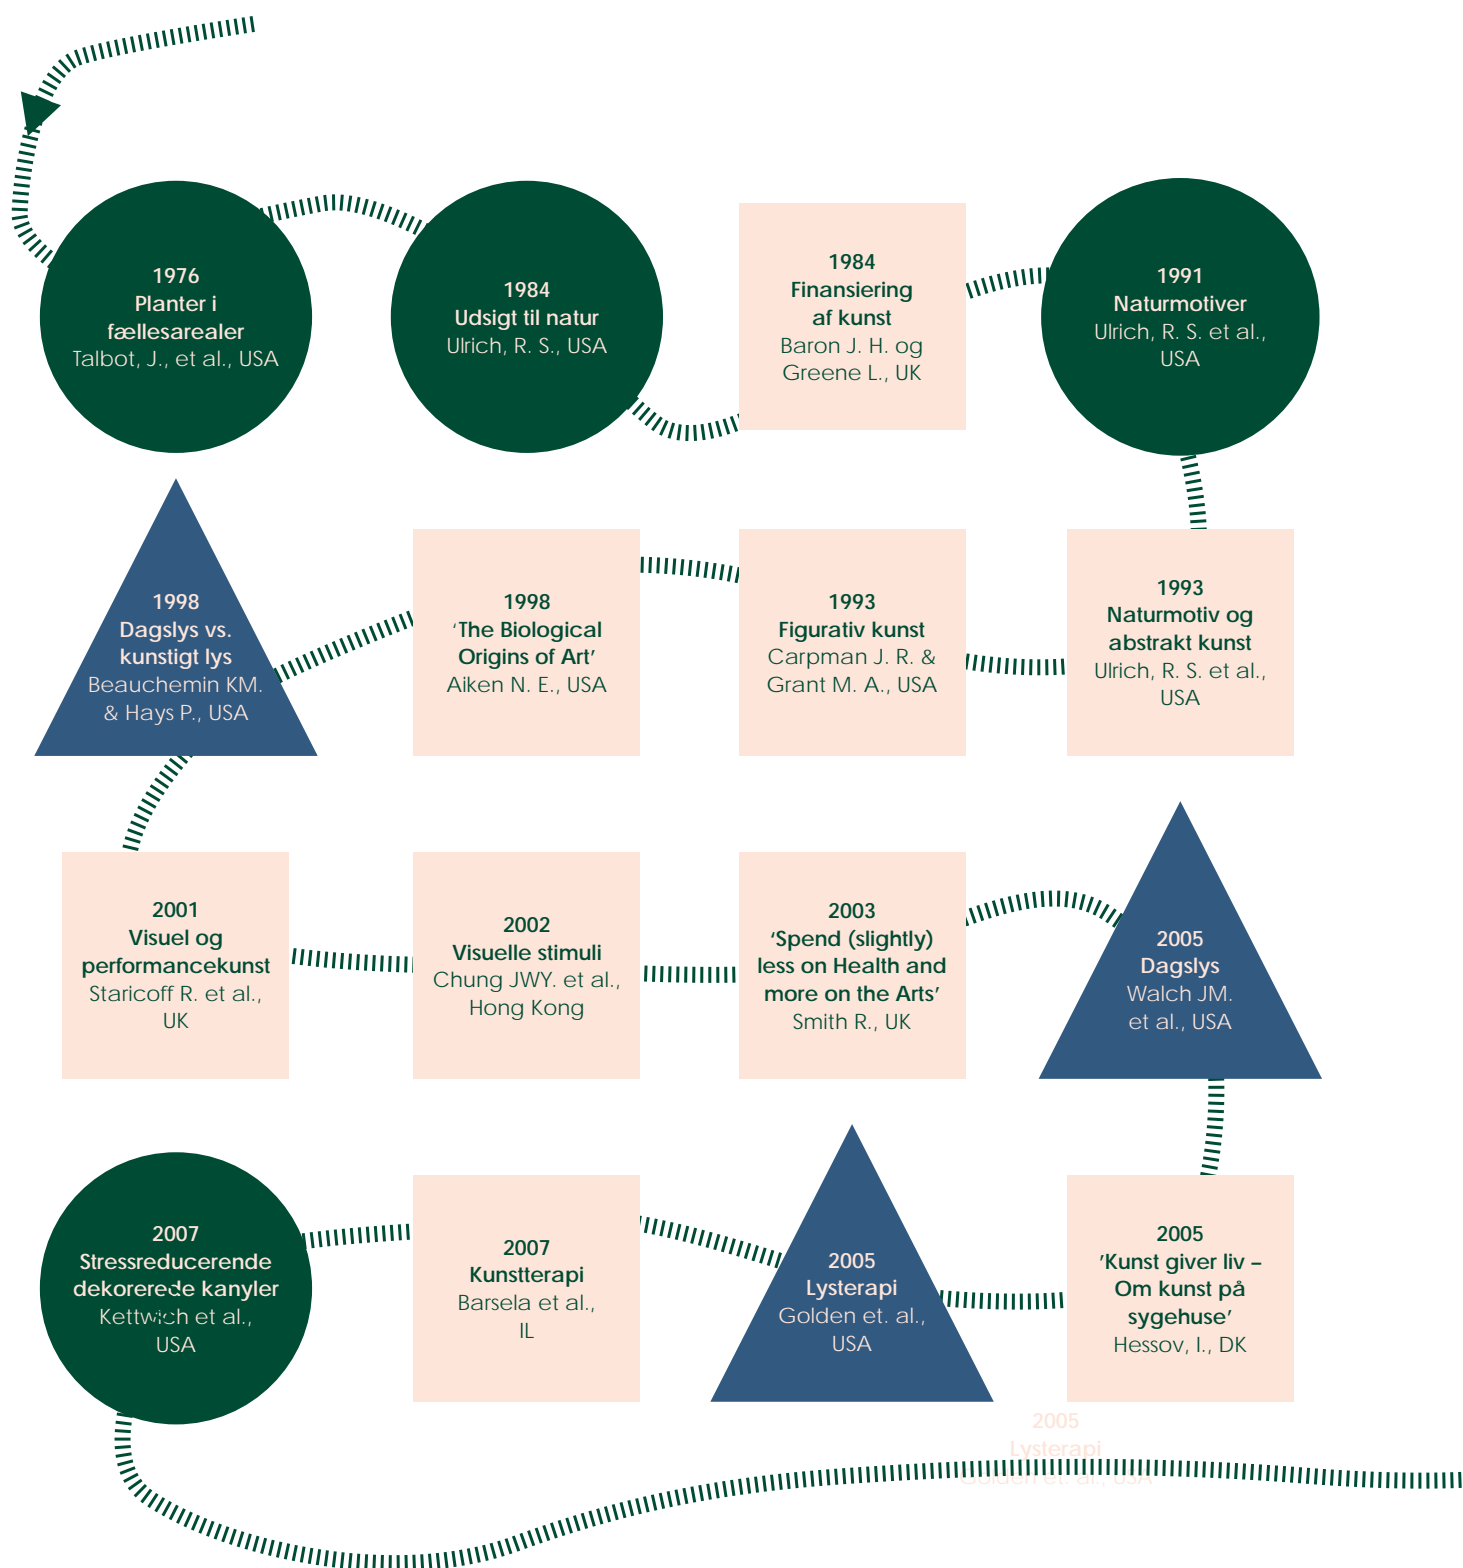 1976
Planter i
fællesarealer
Talbot, J., et al., USA
1984
Udsigt til natur
Ulrich, R. S., USA
1984
Finansiering
af kunst
Baron J. H. og
Greene L., UK
1991
Naturmotiver
Ulrich, R. S. et al.,
USA
1993
Naturmotiv og
abstrakt kunst
Ulrich, R. S. et al.,
USA
1993
Figurativ kunst
Carpman J. R. &
Grant M. A., USA
1998
‘The Biological
Origins of Art’
Aiken N. E., USA
1998
Dagslys vs.
kunstigt lys
Beauchemin KM.
& Hays P., USA
2001
Visuel og
performancekunst
Staricoff R. et al.,
UK
2002
Visuelle stimuli
Chung JWY. et al.,
Hong Kong
2003
‘Spend (slightly)
less on Health and
more on the Arts’
Smith R., UK
2005
Dagslys
Walch JM.
et al., USA
2005
’Kunst giver liv –
Om kunst på
sygehuse’
Hessov, I., DK
2005
Lysterapi
Golden et. al.,
USA
2007
Kunstterapi
Barsela et al.,
IL
2007
Stressreducerende
dekorerede kanyler
Kettwich et al.,
USA
2005
Lysterapi
Golden et. al., USA